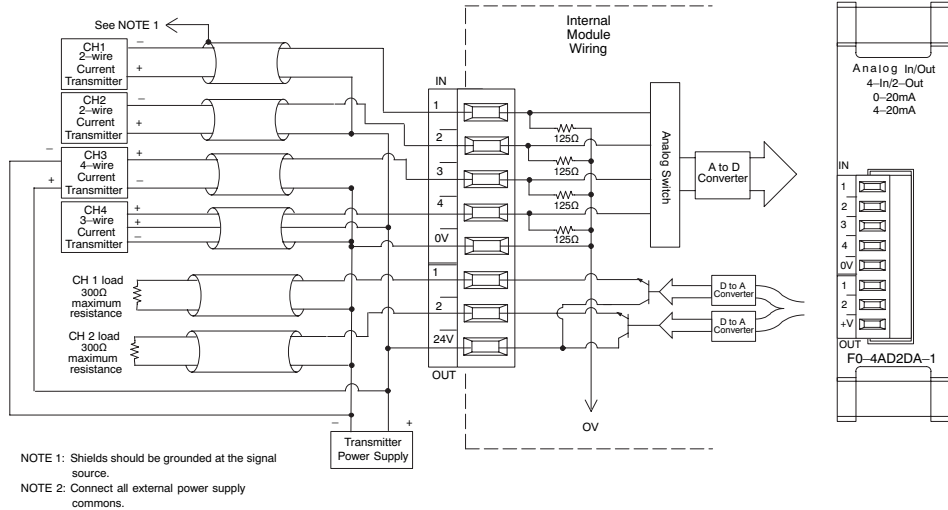 See NOTE 1
CH1
2–wire
Current
Transmitter
–
+
CH2
2–wire
Current
Transmitter
–
+
–
+
CH3
4–wire
Current
Transmitter
+
–
CH4
3–wire
Current
Transmitter
+
+
–
CH 1 load
300Ω
maximum
resistance
CH 2 load
300Ω
maximum
resistance
–
+
Transmitter
Power Supply
IN
1
2
3
4
0V
1
2
24V
OUT
Internal
Module
Wiring
125Ω
125Ω
125Ω
125Ω
Analog Switch
A to D
Converter
D to A
Converter
D to A
Converter
OV
Analog In/Out
4–In/2–Out
0–20mA
4–20mA
IN
1
2
3
4
0V
1
2
+V
OUT
F0–4AD2DA–1
NOTE 1: Shields should be grounded at the signal
source.
NOTE 2: Connect all external power supply
commons.